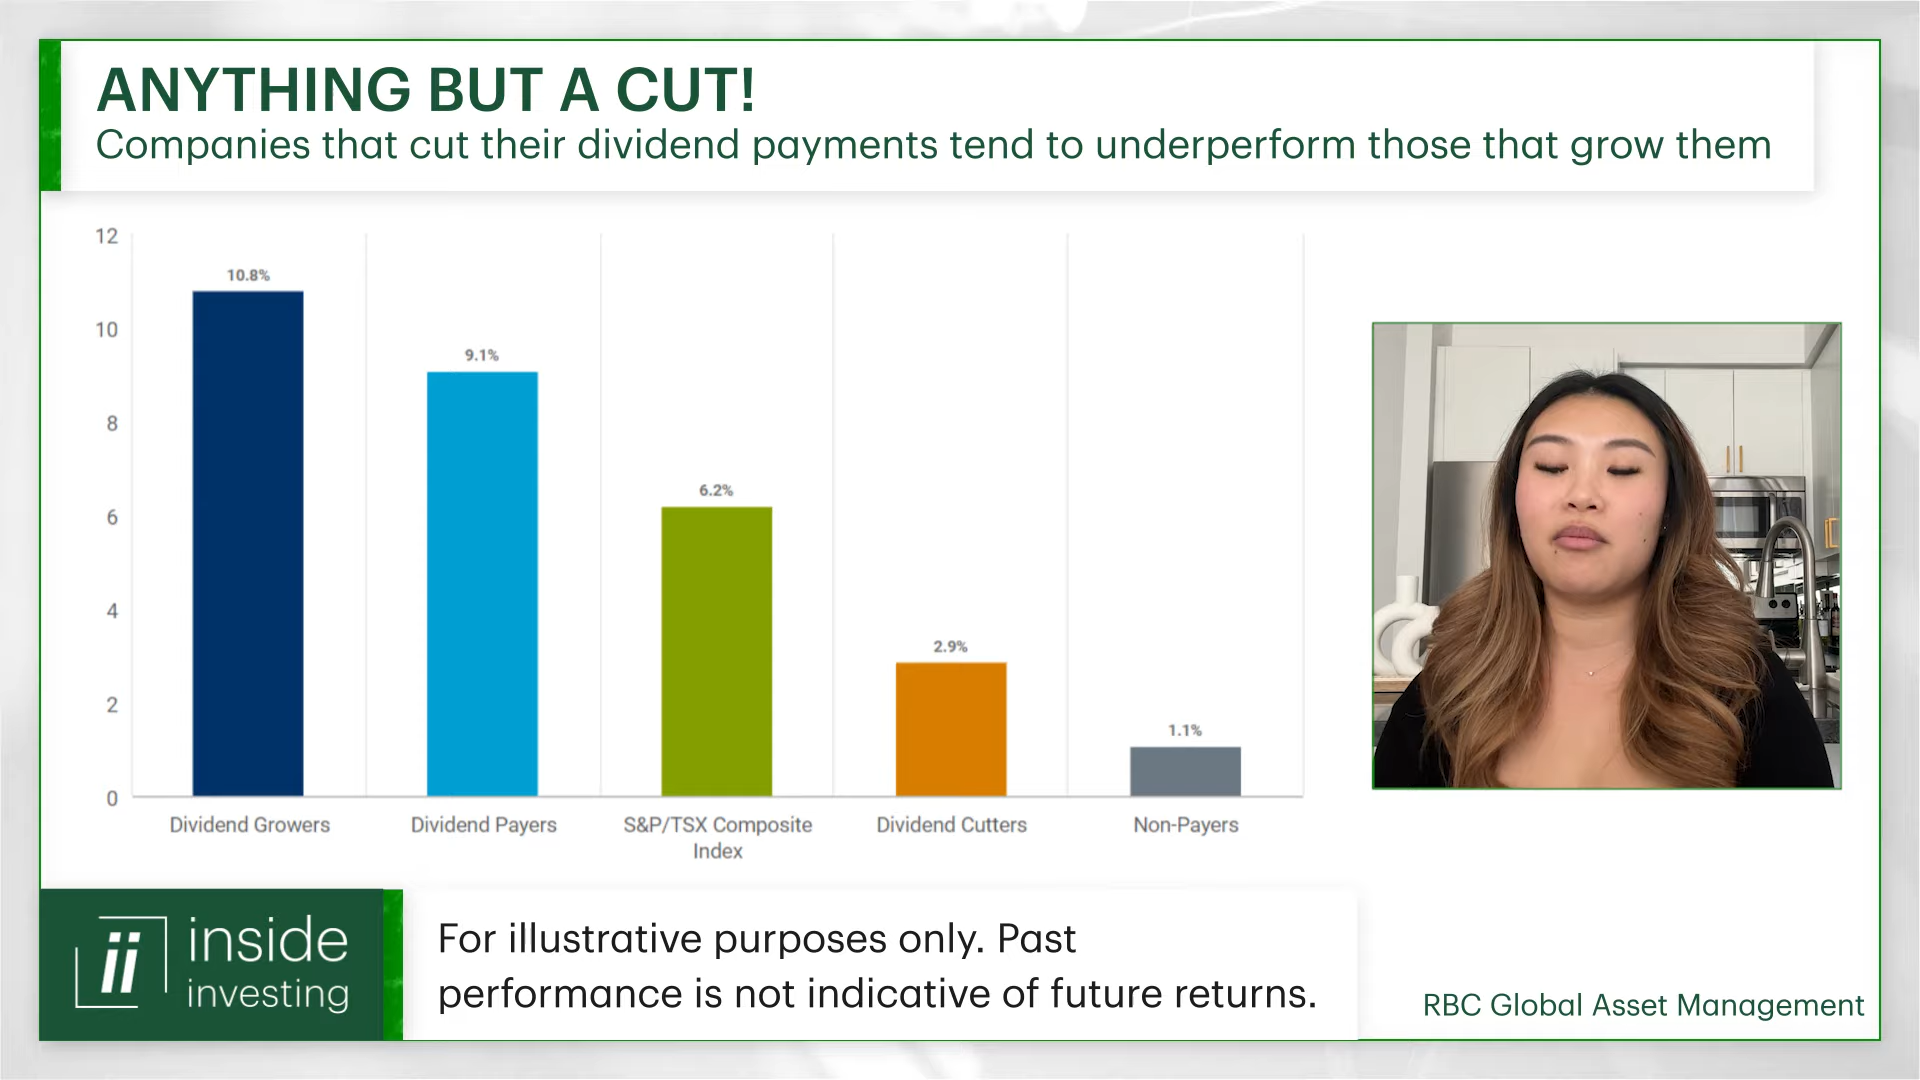 ANYTHING BUT A CUT!
Companies that cut their dividend payments tend to underperform those that grow them
12
10
8
6
4
2
0
10.8%
9.1%
6.2%
2.9%
1.1%
Dividend Growers
Dividend Payers
S&P/TSX Composite
Index
Dividend Cutters
Non-Payers
ii
inside
investing
For illustrative purposes only. Past
performance is not indicative of future returns.
RBC Global Asset Management